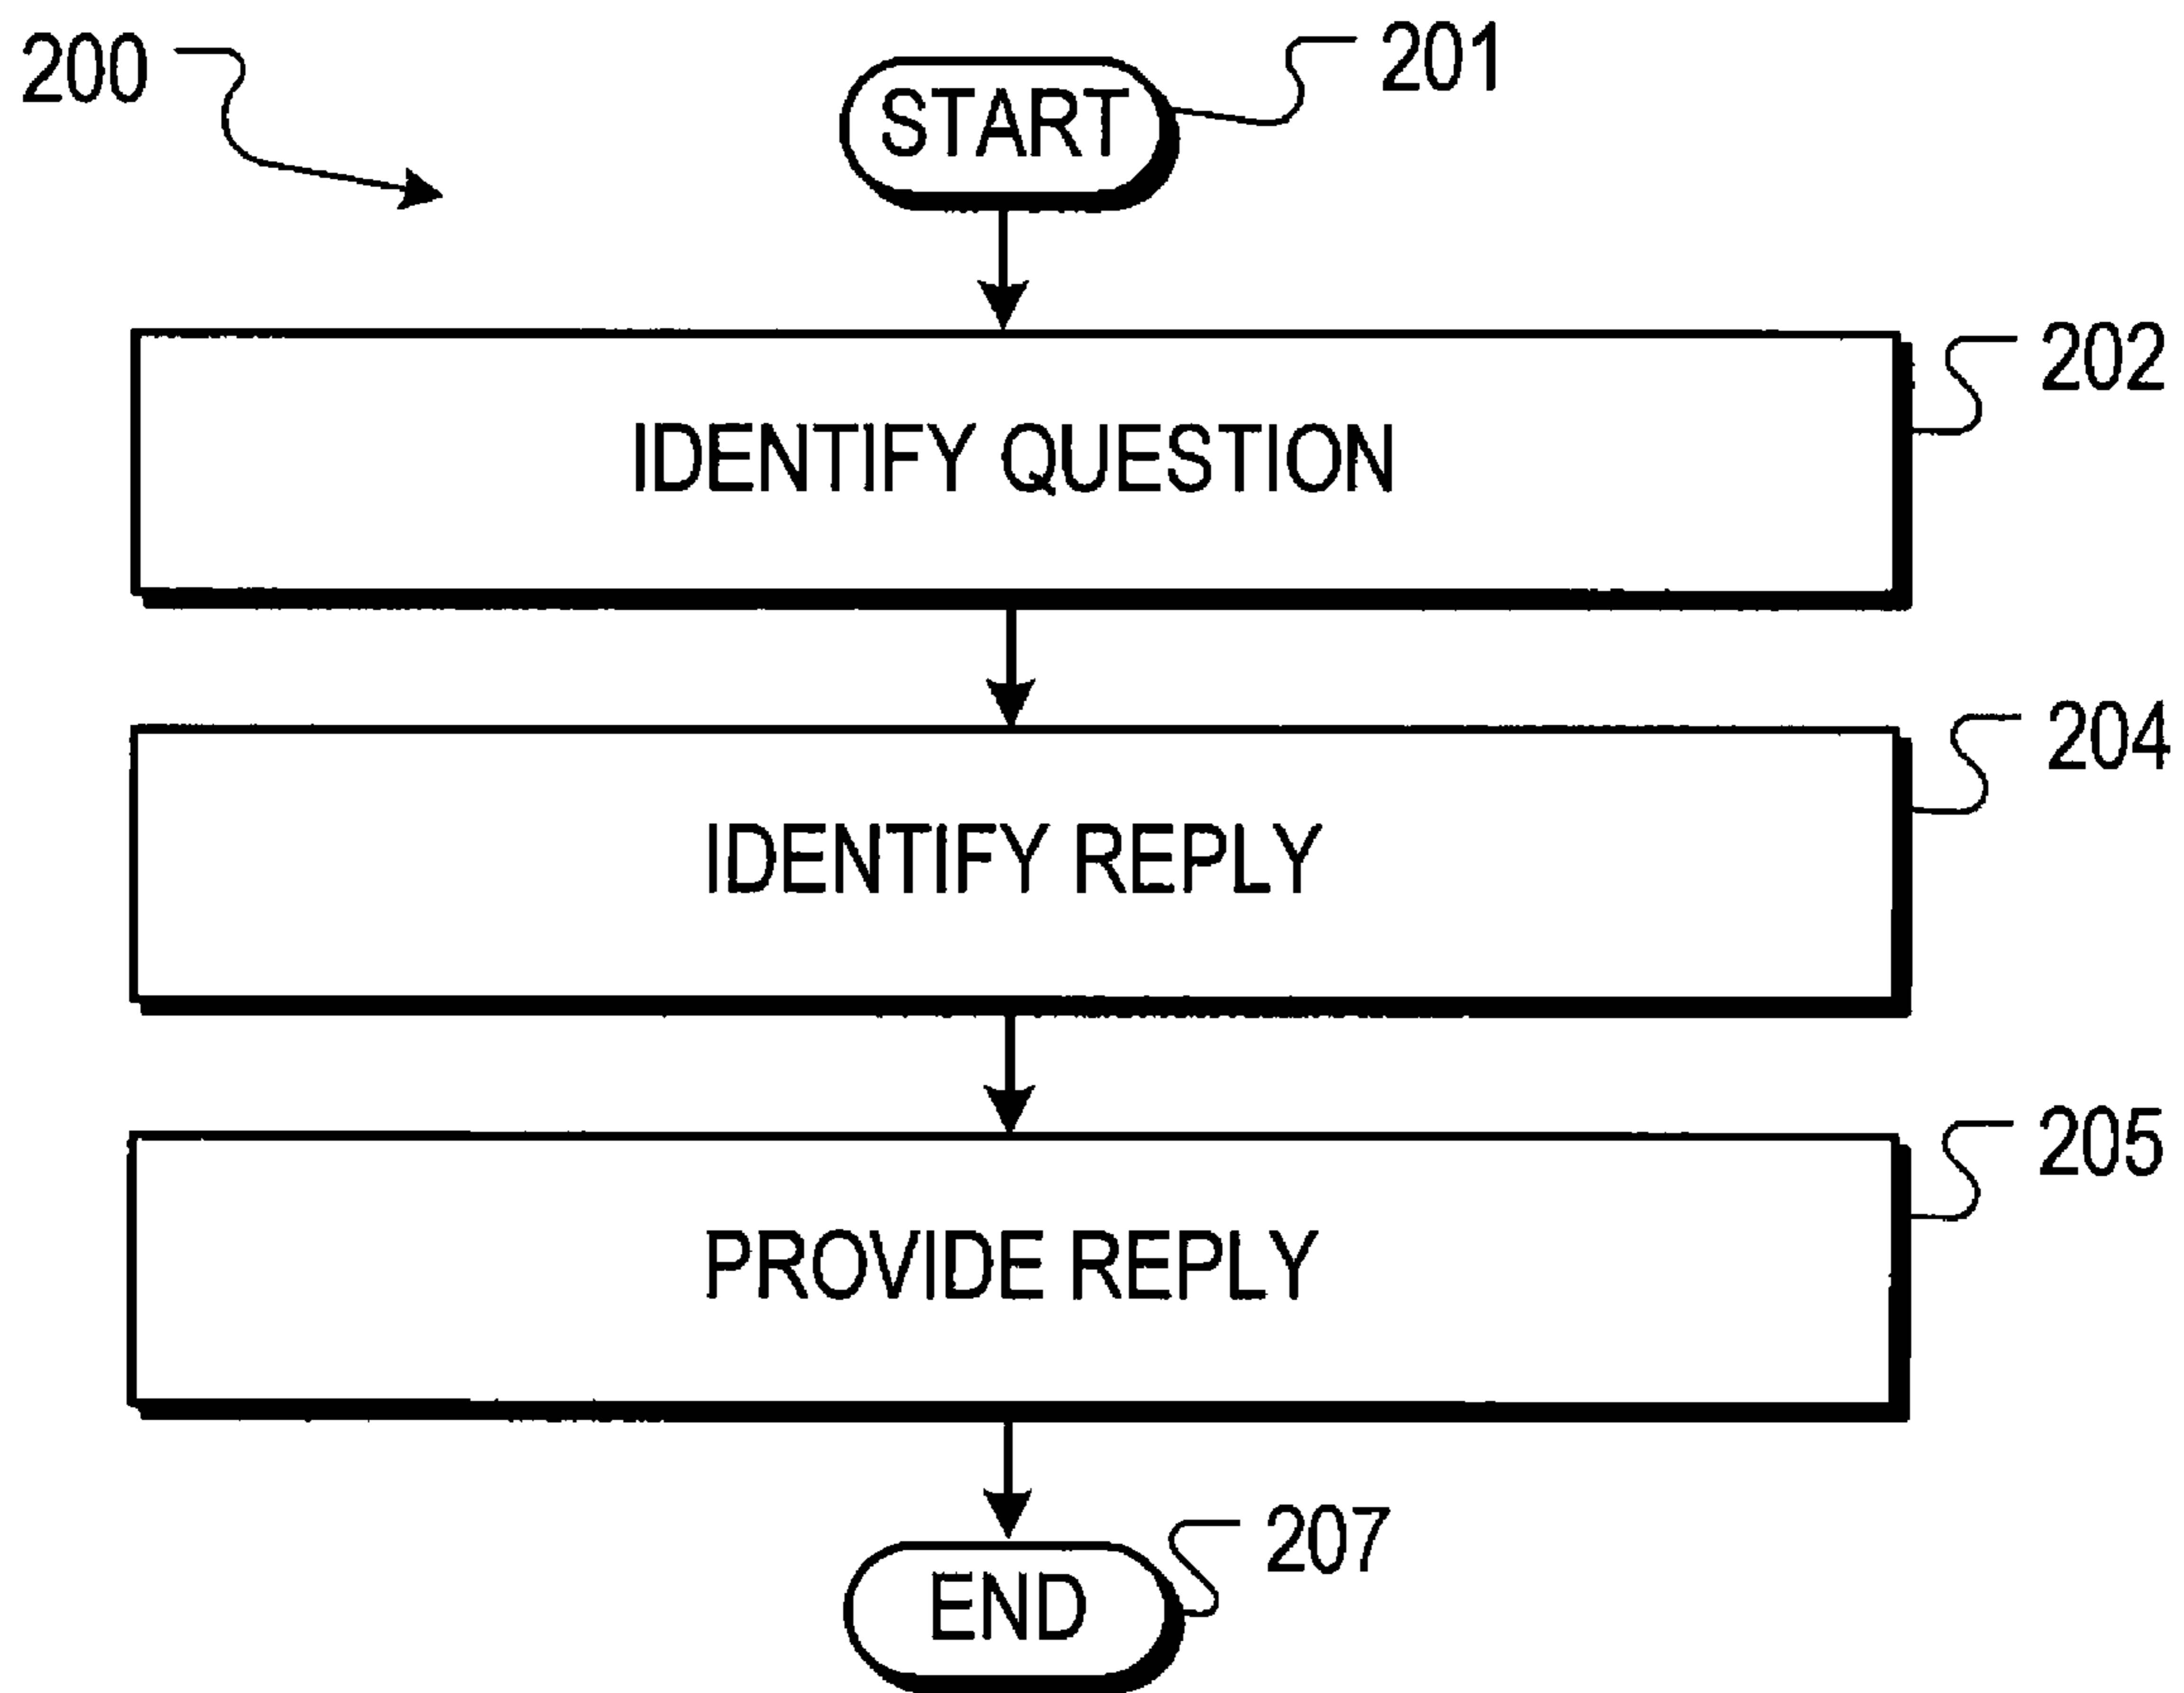 200
START
201
IDENTIFY QUESTION
202
IDENTIFY REPLY
204
PROVIDE REPLY
205
END
207